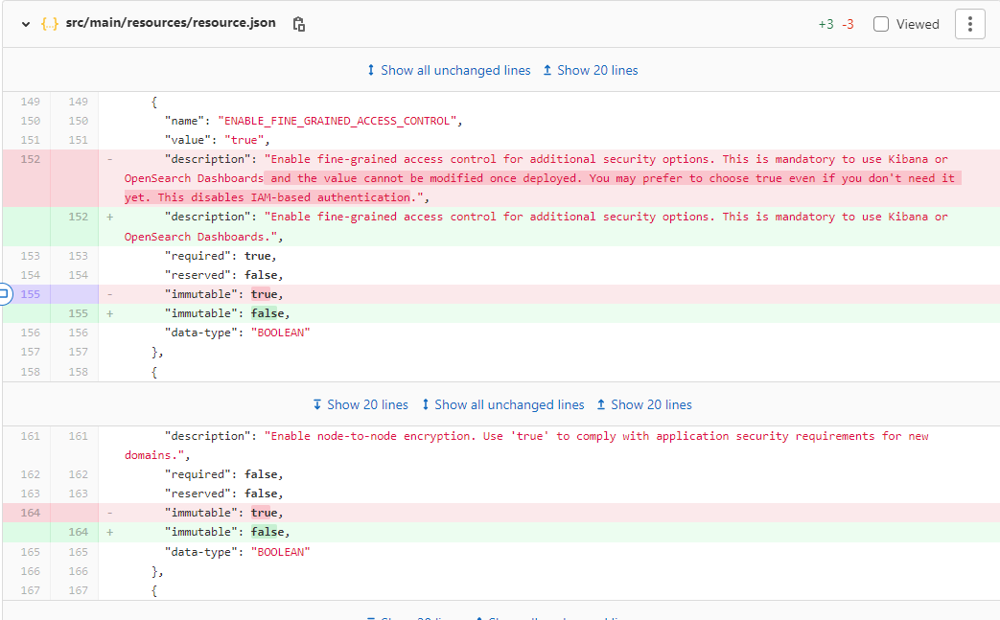 {..} src/main/resources/resource.json +3 -3 Viewed
Show all unchanged lines Show 20 lines
149 149 {
150 150 "name": "ENABLE_FINE_GRAINED_ACCESS_CONTROL",
151 151 "value": "true",
152 - "description": "Enable fine-grained access control for additional security options. This is mandatory to use Kibana or
OpenSearch Dashboards and the value cannot be modified once deployed. You may prefer to choose true even if you don't need it
yet. This disables IAM-based authentication.",
152 + "description": "Enable fine-grained access control for additional security options. This is mandatory to use Kibana or
OpenSearch Dashboards.",
153 153 "required": true,
154 154 "reserved": false,
155 - "immutable": true,
155 + "immutable": false,
156 156 "data-type": "BOOLEAN"
157 157 },
158 158 {
Show 20 lines Show all unchanged lines Show 20 lines
161 161 "description": "Enable node-to-node encryption. Use 'true' to comply with application security requirements for new
domains.",
162 162 "required": false,
163 163 "reserved": false,
164 - "immutable": true,
164 + "immutable": false,
165 165 "data-type": "BOOLEAN"
166 166 },
167 167 {